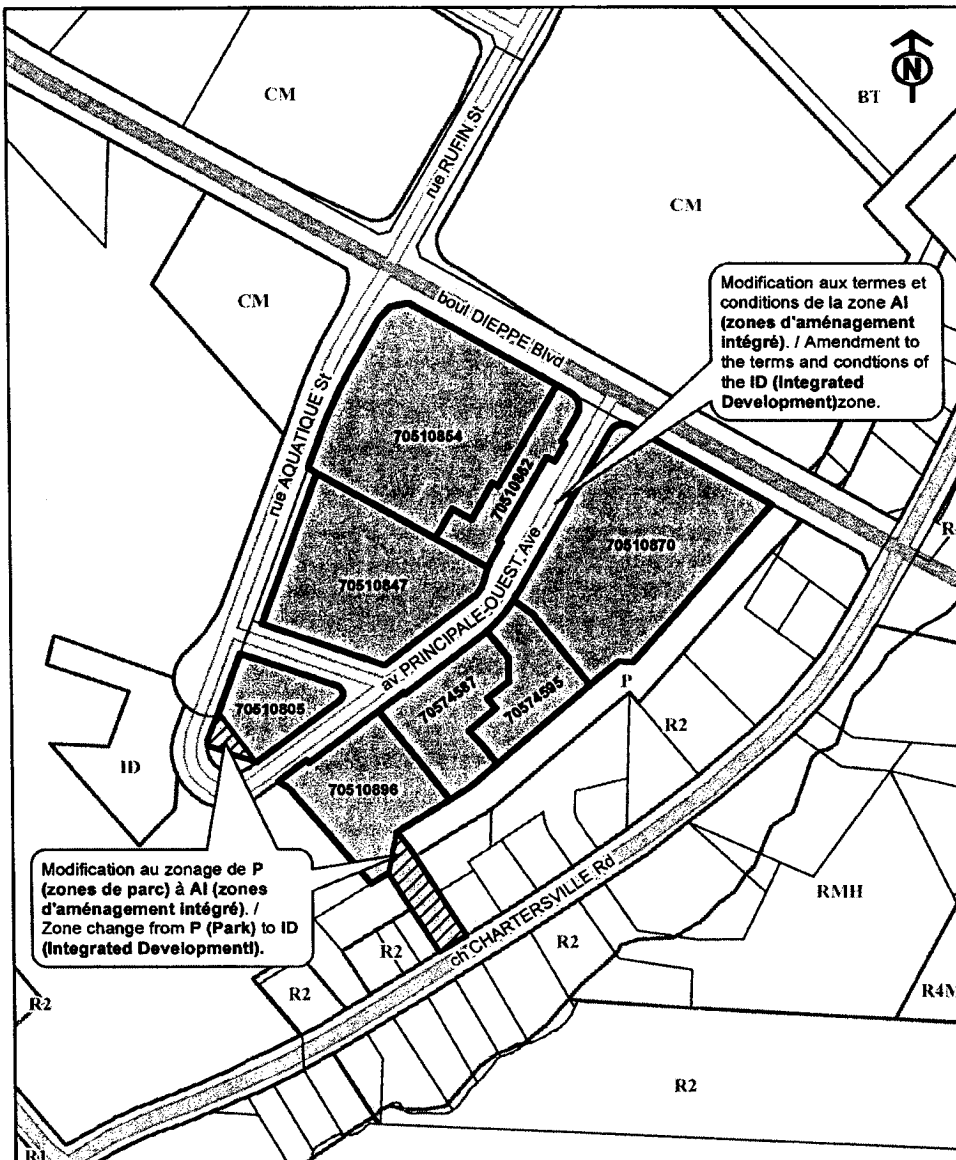 N
CM
BT
rue RUFIN St
CM
CM
boul DIEPPE Blvd
Modification aux termes et
conditions de la zone AI
(zones d'aménagement
intégré). / Amendment to
the terms and condtions of
the ID (Integrated
Development)zone.
rue AQUATIQUE St
70510854
70510862
70510870
70510847
av PRINCIPALE-OUEST Ave
70510805
70574587
70574595
P
R2
ID
70510896
Modification au zonage de P
(zones de parc) à AI (zones
d'aménagement intégré). /
Zone change from P (Park) to ID
(Integrated Developmentl).
RMH
ch CHARTERSVILLE Rd
R2
R2
R2
R2
R4M
R2
R1